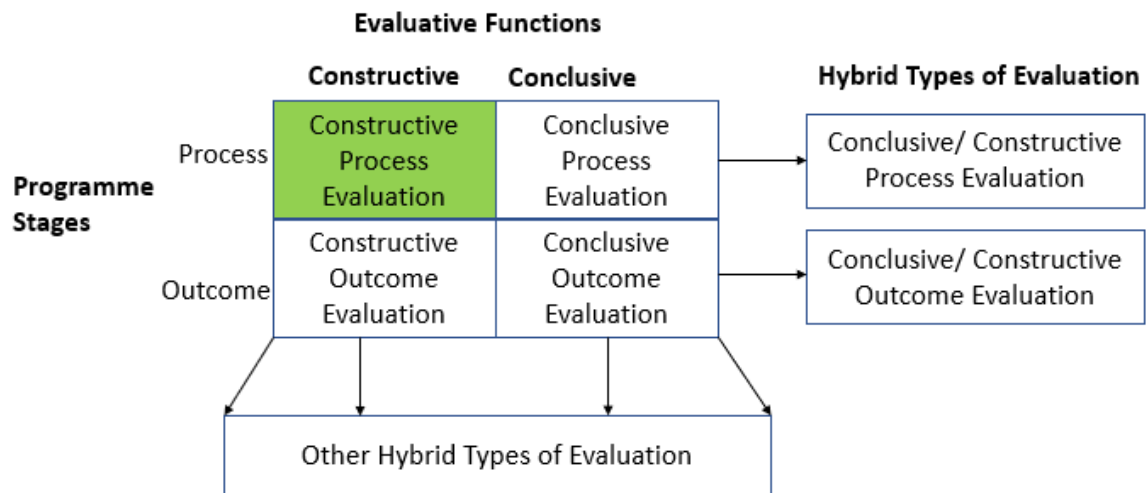 Evaluative Functions
Constructive
Conclusive
Hybrid Types of Evaluation
Programme
Stages
Process
Constructive
Process
Evaluation
Conclusive
Process
Evaluation
Conclusive/ Constructive
Process Evaluation
Outcome
Constructive
Outcome
Evaluation
Conclusive
Outcome
Evaluation
Conclusive/ Constructive
Outcome Evaluation
Other Hybrid Types of Evaluation